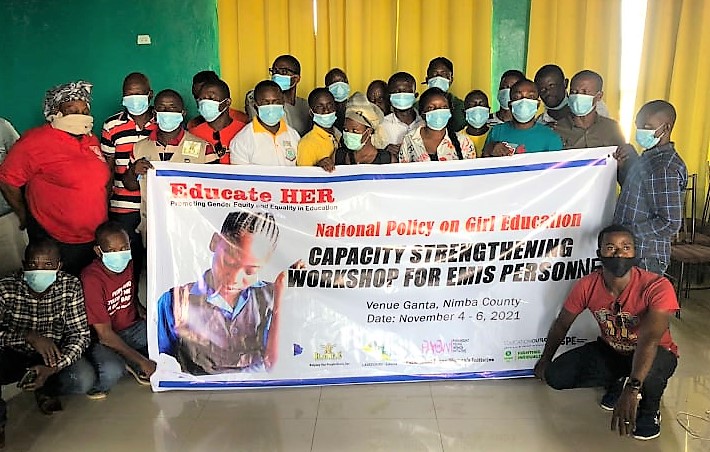 Educate HER
Promoting Gender Equity and Equality in Education
National Policy on Girl Education
CAPACITY STRENGTHENING
WORKSHOP FOR EMIS PERSONNE
Venue Ganta, Nimba County
Date: November 4 - 6, 2021